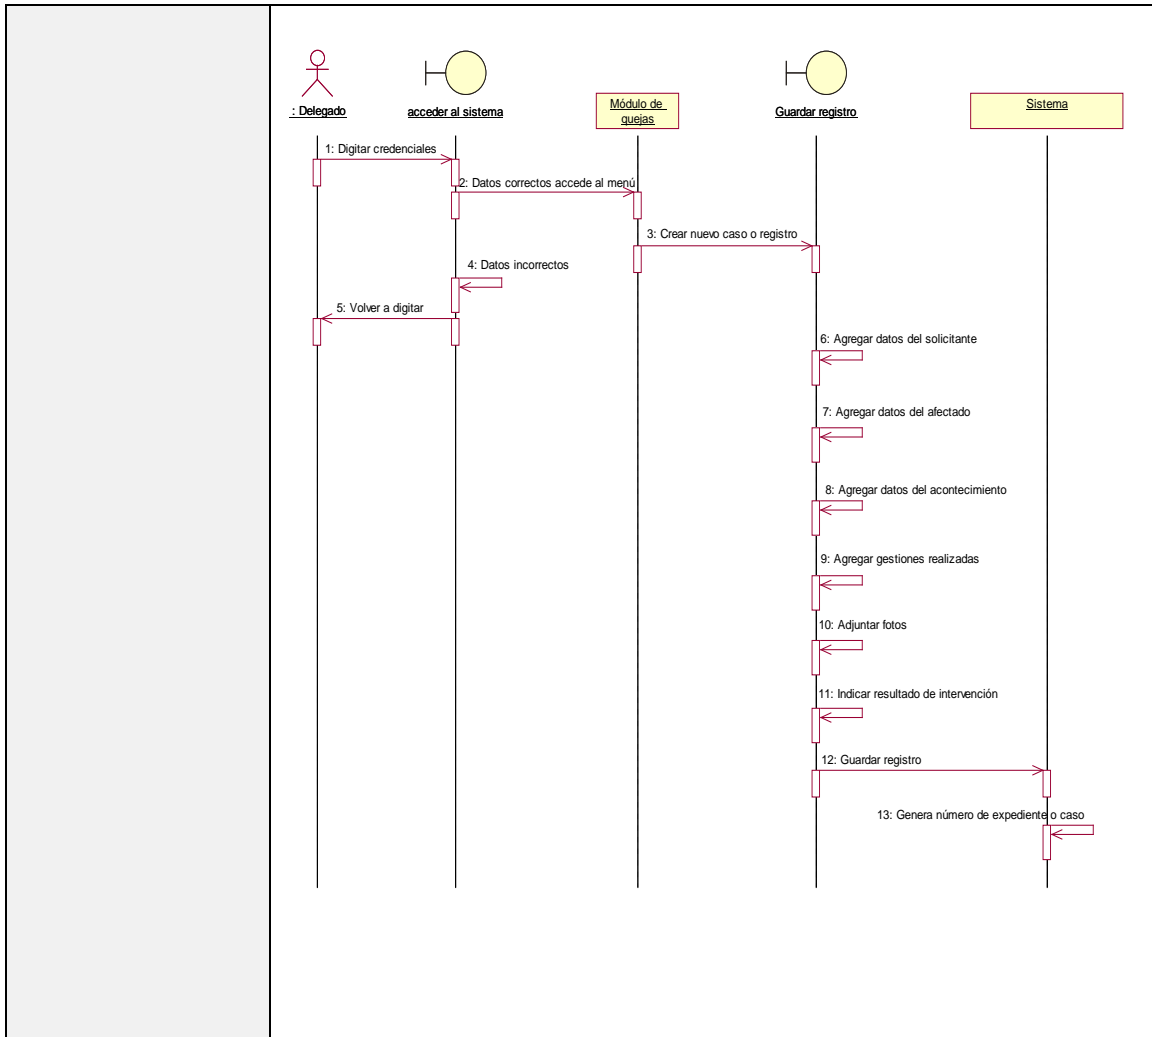 : Delegado
acceder al sistema
Módulo de
quejas
Guardar registro
Sistema
1: Digitar credenciales
2: Datos correctos accede al menú
3: Crear nuevo caso o registro
4: Datos incorrectos
5: Volver a digitar
6: Agregar datos del solicitante
7: Agregar datos del afectado
8: Agregar datos del acontecimiento
9: Agregar gestiones realizadas
10: Adjuntar fotos
11: Indicar resultado de intervención
12: Guardar registro
13: Genera número de expediente o caso